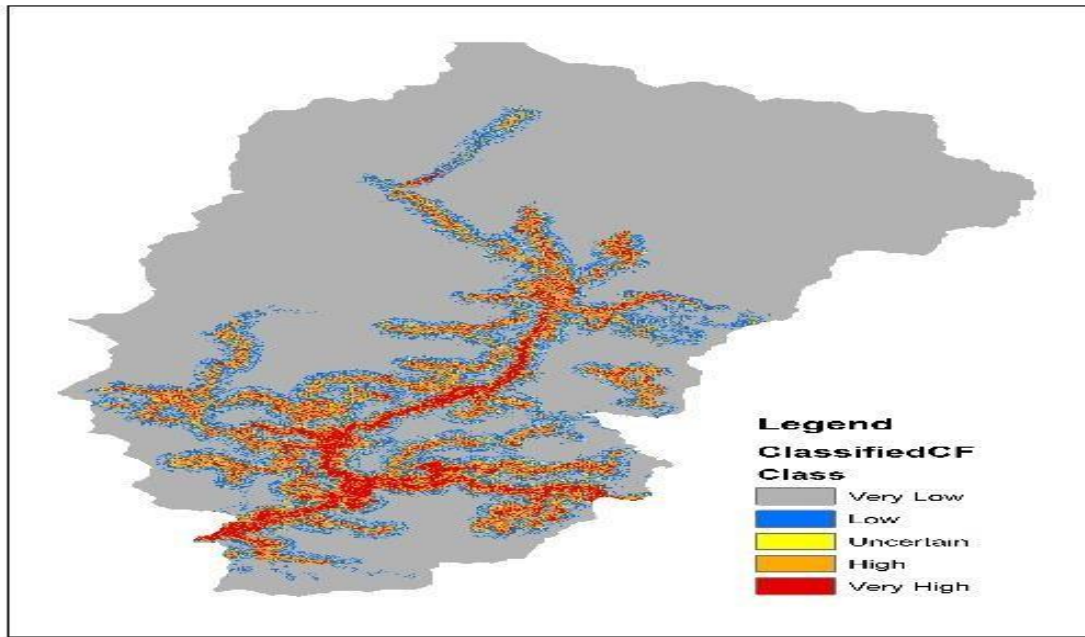 Legend
ClassifiedCF
Class
Very Low
Low
Uncertain
High
Very High